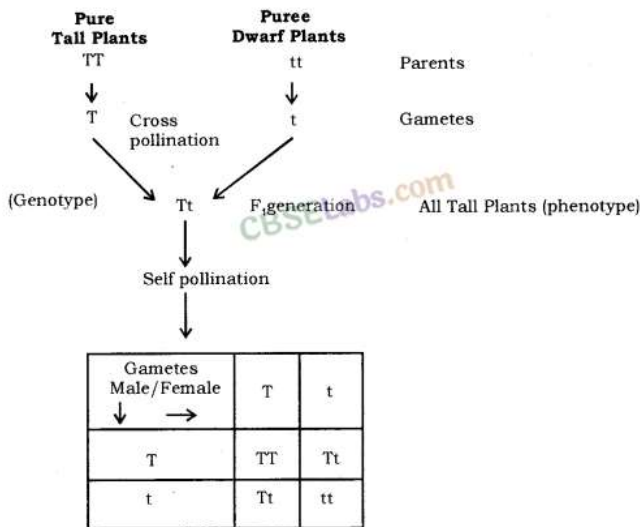 Pure Puree
Tall Plants Dwarf Plants
TT tt Parents
T Cross t Gametes
pollination
(Genotype) Tt F,generation All Tall Plants (phenotype)
CBSELabs.com
Self pollination
Gametes
Male/Female T t
T TT Tt
t Tt tt